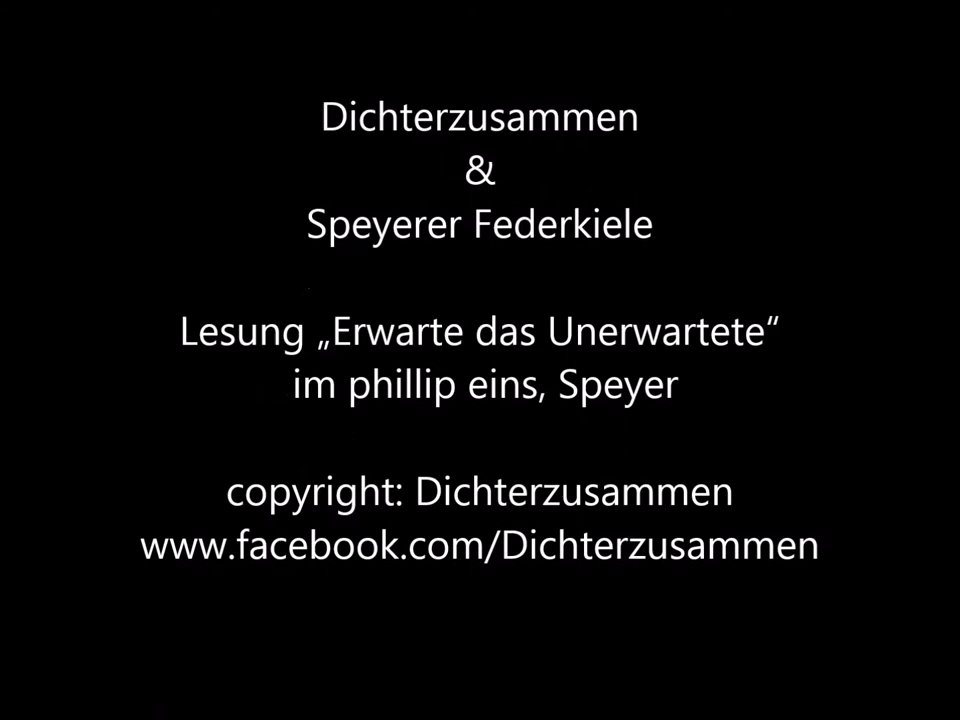 Dichterzusammen
&
Speyerer Federkiele
Lesung „Erwarte das Unerwartete“
im phillip eins, Speyer
copyright: Dichterzusammen
www.facebook.com/Dichterzusammen